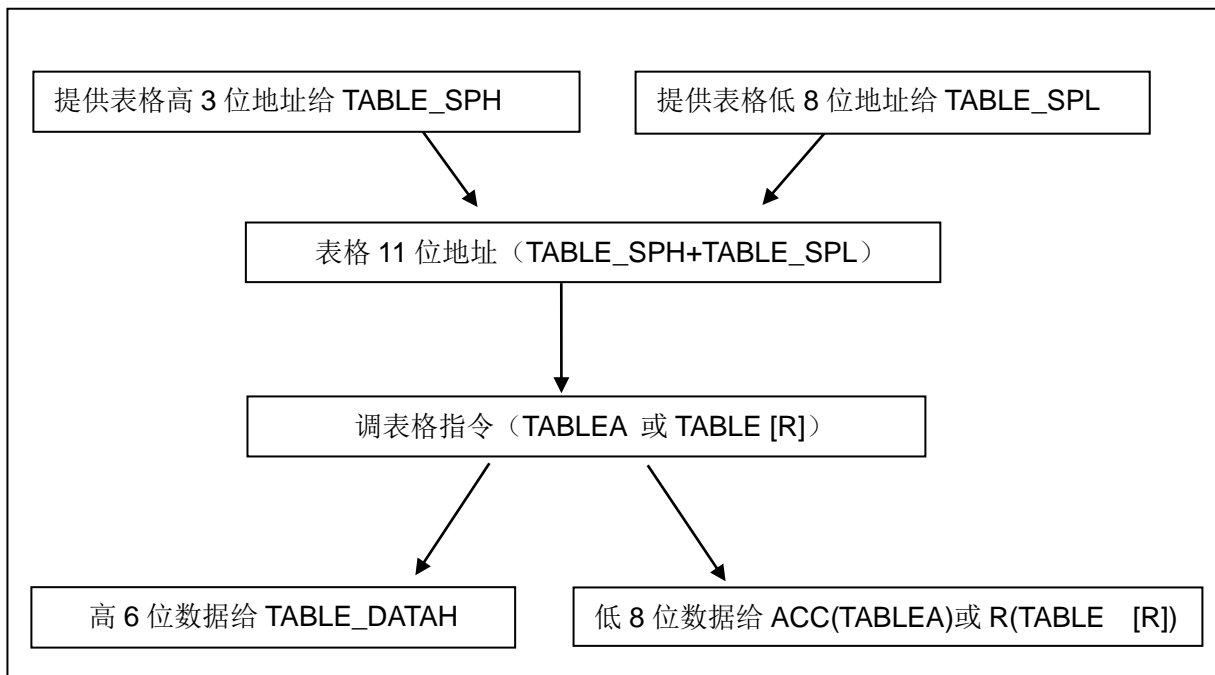 提供表格高 3 位地址给 TABLE_SPH
提供表格低 8 位地址给 TABLE_SPL
表格 11 位地址（TABLE_SPH+TABLE_SPL）
调表格指令（TABLEA 或 TABLE [R]）
高 6 位数据给 TABLE_DATAH
低 8 位数据给 ACC(TABLEA)或 R(TABLE [R])